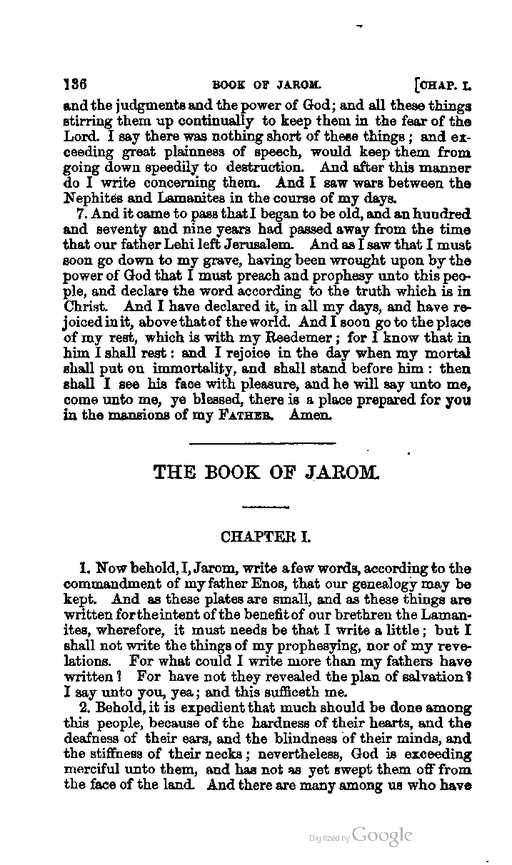 136 BOOK OF JAROM. [CHAP. I.
and the judgments and the power of God; and all these things
stirring them up continually to keep them in the fear of the
Lord. I say there was nothing short of these things; and ex-
ceeding great plainness of speech, would keep them from
going down speedily to destruction. And after this manner
do I write concerning them. And I saw wars between the
Nephites and Lamanites in the course of my days.
7. And it came to pass that I began to be old, and an hundred
and seventy and nine years had passed away from the time
that our father Lehi left Jerusalem. And as I saw that I must
soon go down to my grave, having been wrought upon by the
power of God that I must preach and prophesy unto this peo-
ple, and declare the word according to the truth which is in
Christ. And I have declared it, in all my days, and have re-
joiced in it, above that of the world. And I soon go to the place
of my rest, which is with my Reedemer; for I know that in
him I shall rest: and I rejoice in the day when my mortal
shall put on immortality, and shall stand before him: then
shall I see his face with pleasure, and he will say unto me,
come unto me, ye blessed, there is a place prepared for you
in the mansions of my FATHER. Amen.
THE BOOK OF JAROM.
CHAPTER I.
1. Now behold, I, Jarom, write a few words, according to the
commandment of my father Enos, that our genealogy may be
kept. And as these plates are small, and as these things are
written for the intent of the benefit of our brethren the Laman-
ites, wherefore, it must needs be that I write a little; but I
shall not write the things of my prophesying, nor of my reve-
lations. For what could I write more than my fathers have
written? For have not they revealed the plan of salvation?
I say unto you, yea; and this sufficeth me.
2. Behold, it is expedient that much should be done among
this people, because of the hardness of their hearts, and the
deafness of their ears, and the blindness of their minds, and
the stiffness of their necks; nevertheless, God is exceeding
merciful unto them, and has not as yet swept them off from
the face of the land. And there are many among us who have
Digitized by Google